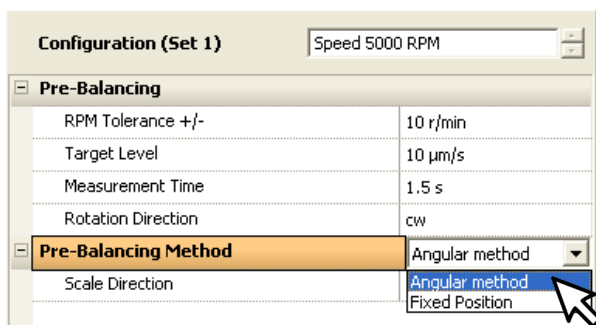 Configuration (Set 1) Speed 5000 RPM
Pre-Balancing
RPM Tolerance +/- 10 r/min
Target Level 10 µm/s
Measurement Time 1.5 s
Rotation Direction cw
Pre-Balancing Method Angular method
Scale Direction Angular method
Fixed Position